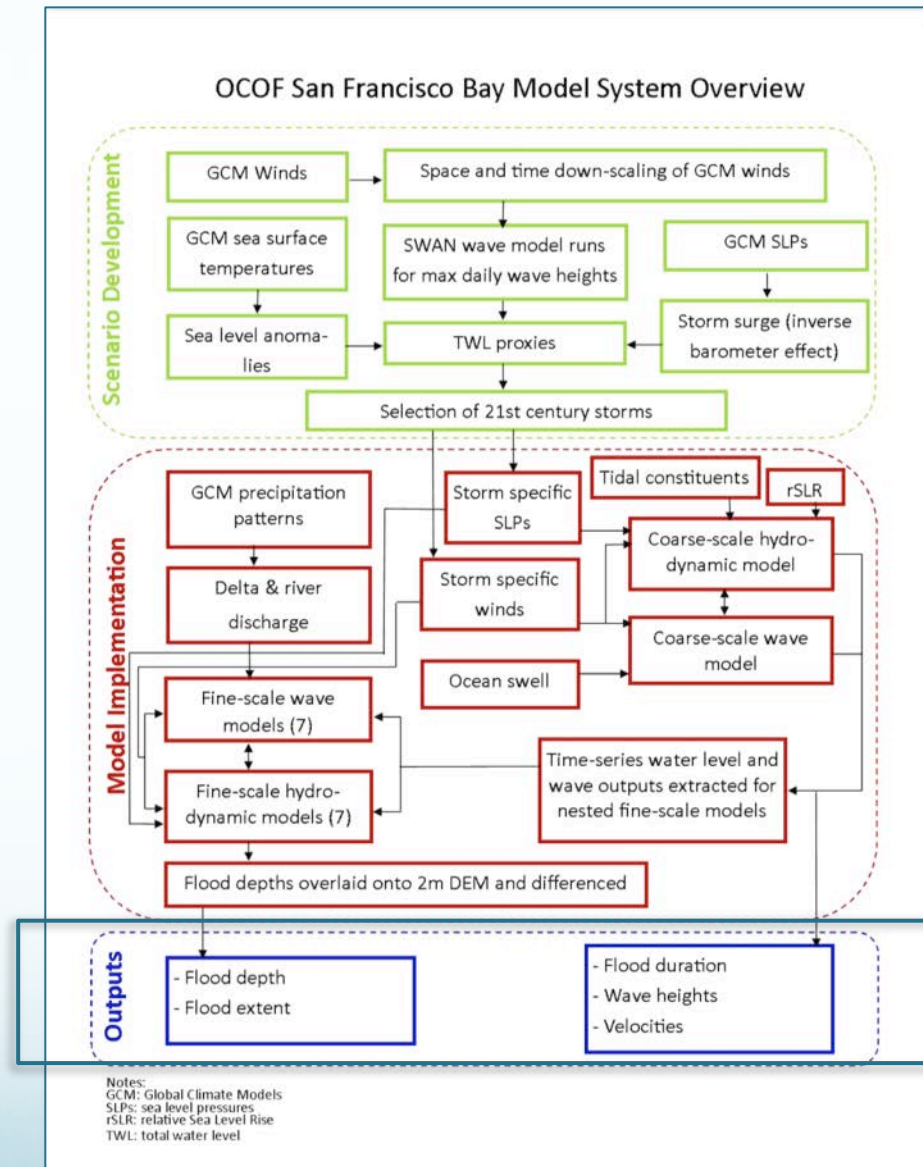 OCOF San Francisco Bay Model System Overview
Scenario Development
GCM Winds
Space and time down-scaling of GCM winds
GCM sea surface
temperatures
SWAN wave model runs
for max daily wave heights
GCM SLPs
Sea level anoma-
lies
TWL proxies
Storm surge (inverse
barometer effect)
Selection of 21st century storms
Model Implementation
GCM precipitation
patterns
Storm specific
SLPs
Tidal constituents
rSLR
Coarse-scale hydro-
dynamic model
Delta & river
discharge
Storm specific
winds
Coarse-scale wave
model
Ocean swell
Fine-scale wave
models (7)
Time-series water level and
wave outputs extracted for
nested fine-scale models
Fine-scale hydro-
dynamic models (7)
Flood depths overlaid onto 2m DEM and differenced
Outputs
- Flood depth
- Flood extent
- Flood duration
- Wave heights
- Velocities
Notes:
GCM: Global Climate Models
SLPs: sea level pressures
rSLR: relative Sea Level Rise
TWL: total water level